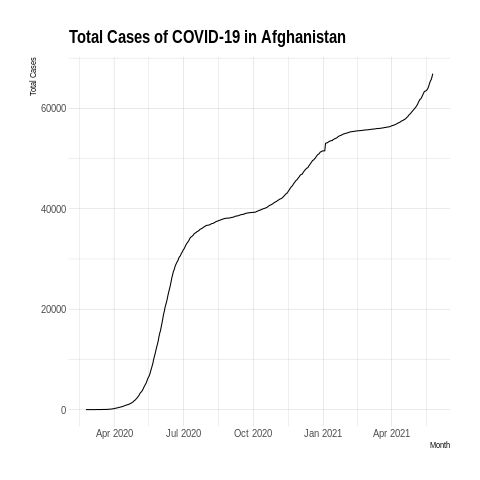 Total Cases of COVID-19 in Afghanistan
Total Cases
60000
40000
20000
0
Apr 2020 Jul 2020 Oct 2020 Jan 2021 Apr 2021
Month